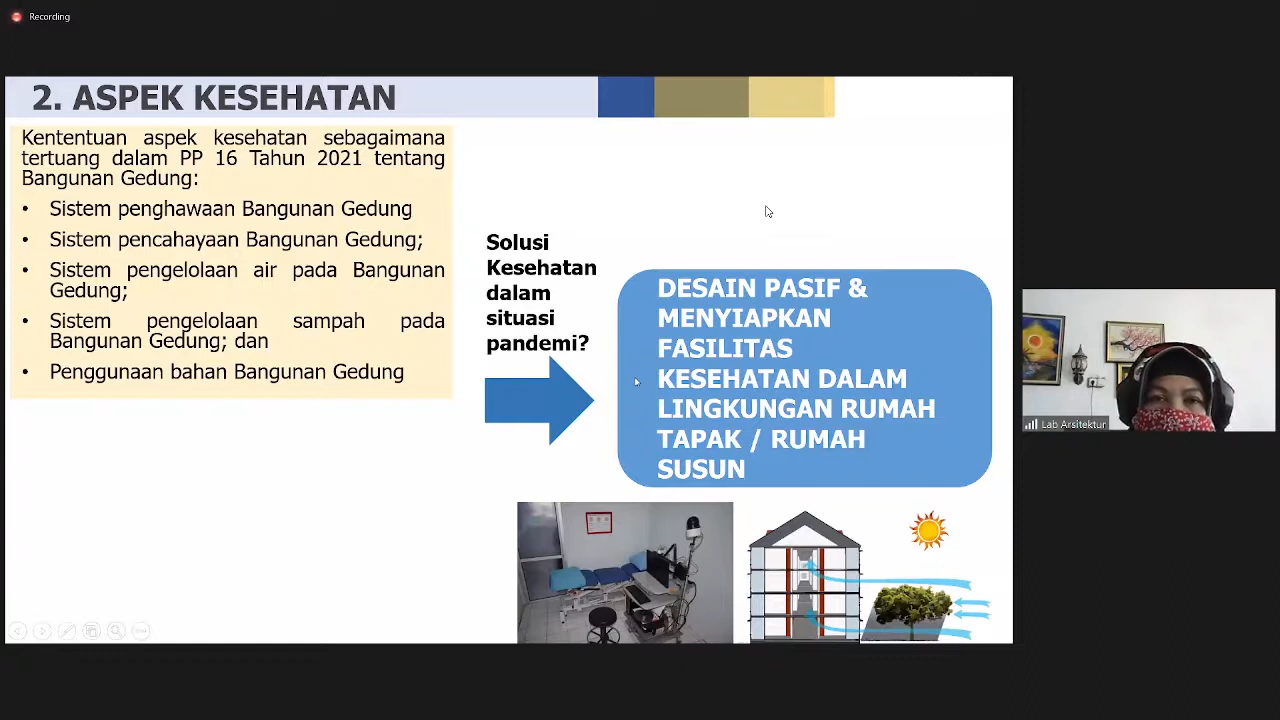 Recording
2. ASPEK KESEHATAN
Kententuan aspek kesehatan sebagaimana
tertuang dalam PP 16 Tahun 2021 tentang
Bangunan Gedung:
• Sistem penghawaan Bangunan Gedung
• Sistem pencahayaan Bangunan Gedung;
• Sistem pengelolaan air pada Bangunan
Gedung;
• Sistem pengelolaan sampah pada
Bangunan Gedung; dan
• Penggunaan bahan Bangunan Gedung
Solusi
Kesehatan
dalam
situasi
pandemi?
DESAIN PASIF &
MENYIAPKAN
FASILITAS
KESEHATAN DALAM
LINGKUNGAN RUMAH
TAPAK / RUMAH
SUSUN
Lab Arsitektur